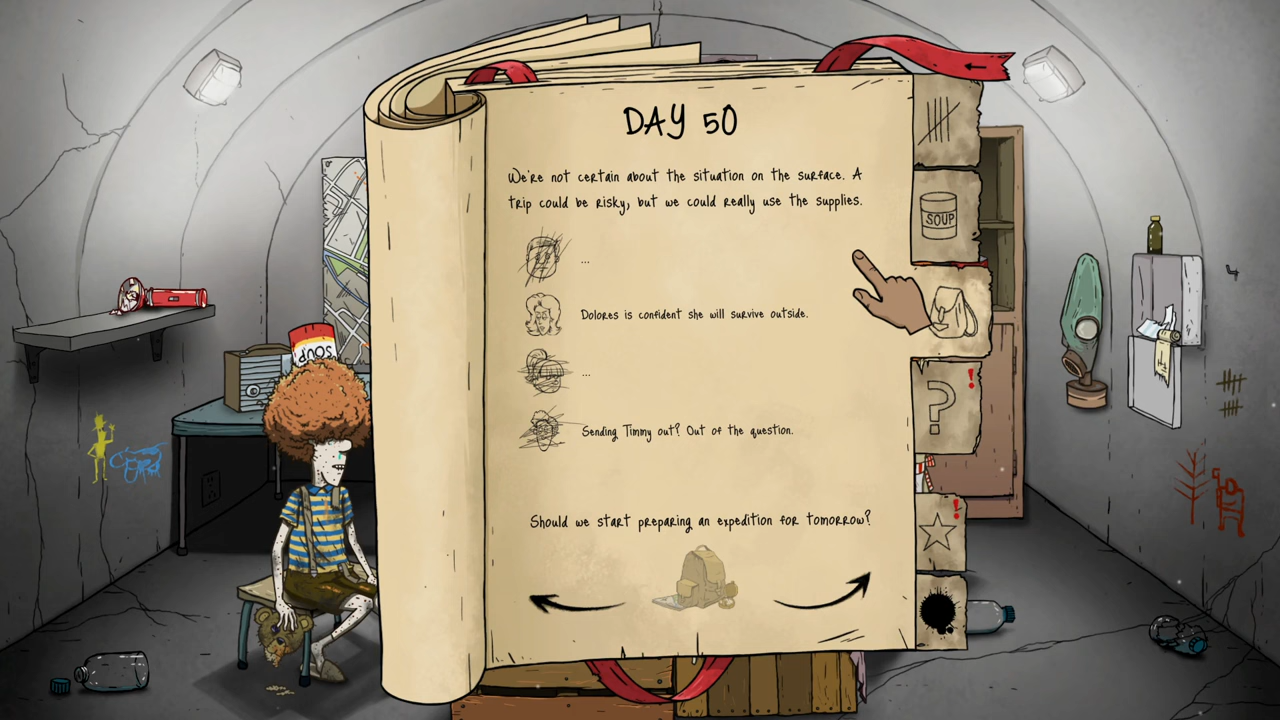 DAY 50
We're not certain about the situation on the surface. A
trip could be risky, but we could really use the supplies.
...
Dolores is confident she will survive outside.
...
Sending Timmy out? Out of the question.
Should we start preparing an expedition for tomorrow?
SOUP
?
!
!
SOUP